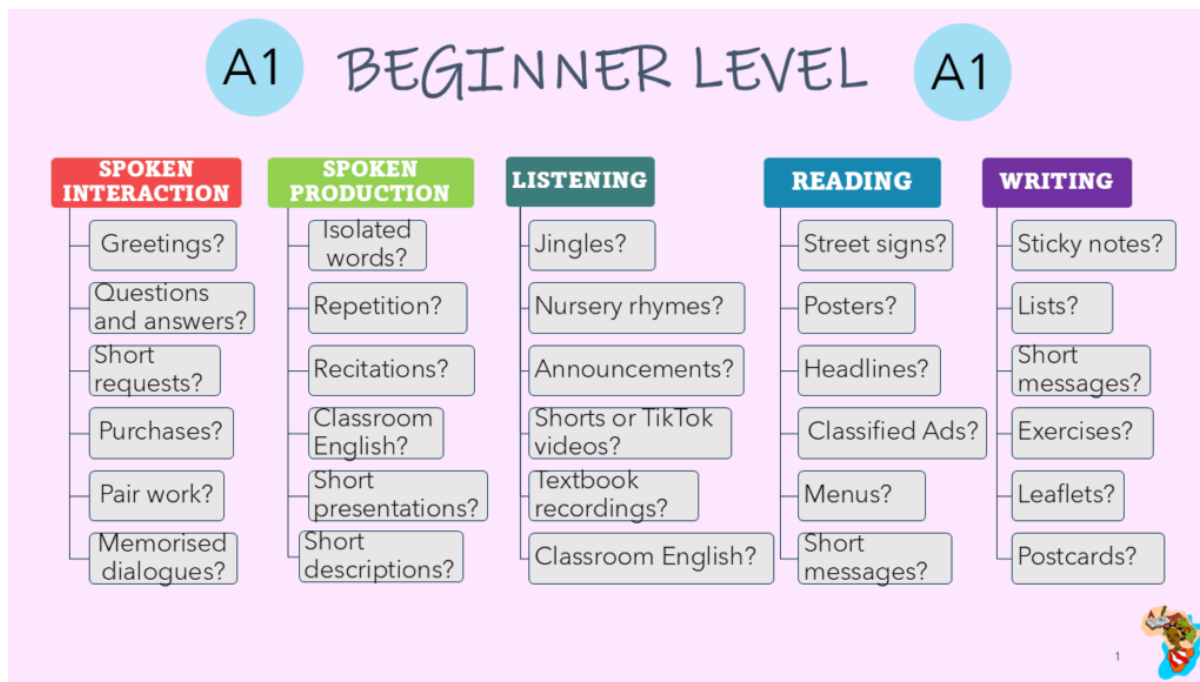 A1 BEGINNER LEVEL A1
SPOKEN
INTERACTION
Greetings?
Questions
and answers?
Short
requests?
Purchases?
Pair work?
Memorised
dialogues?
SPOKEN
PRODUCTION
Isolated
words?
Repetition?
Recitations?
Classroom
English?
Short
presentations?
Short
descriptions?
LISTENING
Jingles?
Nursery rhymes?
Announcements?
Shorts or TikTok
videos?
Textbook
recordings?
Classroom English?
READING
Street signs?
Posters?
Headlines?
Classified Ads?
Menus?
Short
messages?
WRITING
Sticky notes?
Lists?
Short
messages?
Exercises?
Leaflets?
Postcards?
1